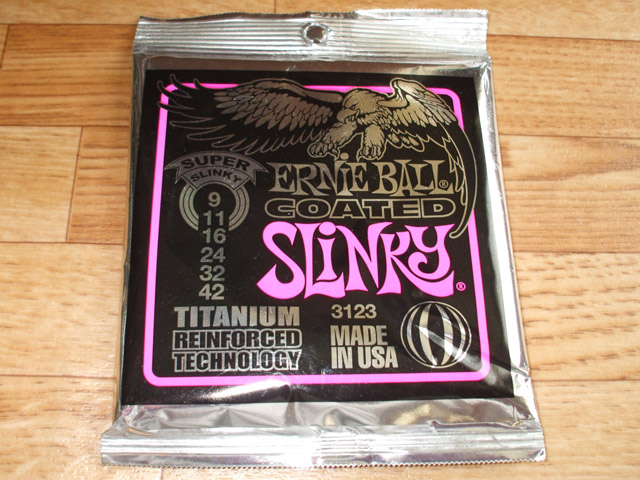 SUPER
SLINKY
9
11
16
24
32
42
ERNIE BALL®
COATED
SLINKY®
TITANIUM
REINFORCED
TECHNOLOGY
3123
MADE
IN USA